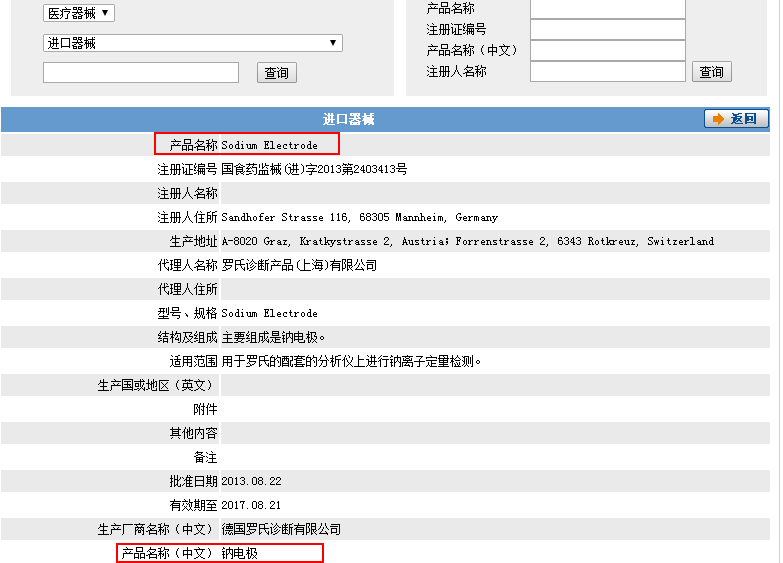 医疗器械
进口器械
查询
产品名称
注册证编号
产品名称（中文）
注册人名称
查询
进口器械
返回
产品名称 Sodium Electrode
注册证编号 国食药监械(进)字2013第2403413号
注册人名称
注册人住所 Sandhofer Strasse 116, 68305 Mannheim, Germany
生产地址 A-8020 Graz, Kratkystrasse 2, Austria；Forrenstrasse 2, 6343 Rotkreuz, Switzerland
代理人名称 罗氏诊断产品(上海)有限公司
代理人住所
型号、规格 Sodium Electrode
结构及组成 主要组成是钠电极。
适用范围 用于罗氏的配套的分析仪上进行钠离子定量检测。
生产国或地区（英文）
附件
其他内容
备注
批准日期 2013.08.22
有效期至 2017.08.21
生产厂商名称（中文） 德国罗氏诊断有限公司
产品名称（中文） 钠电极